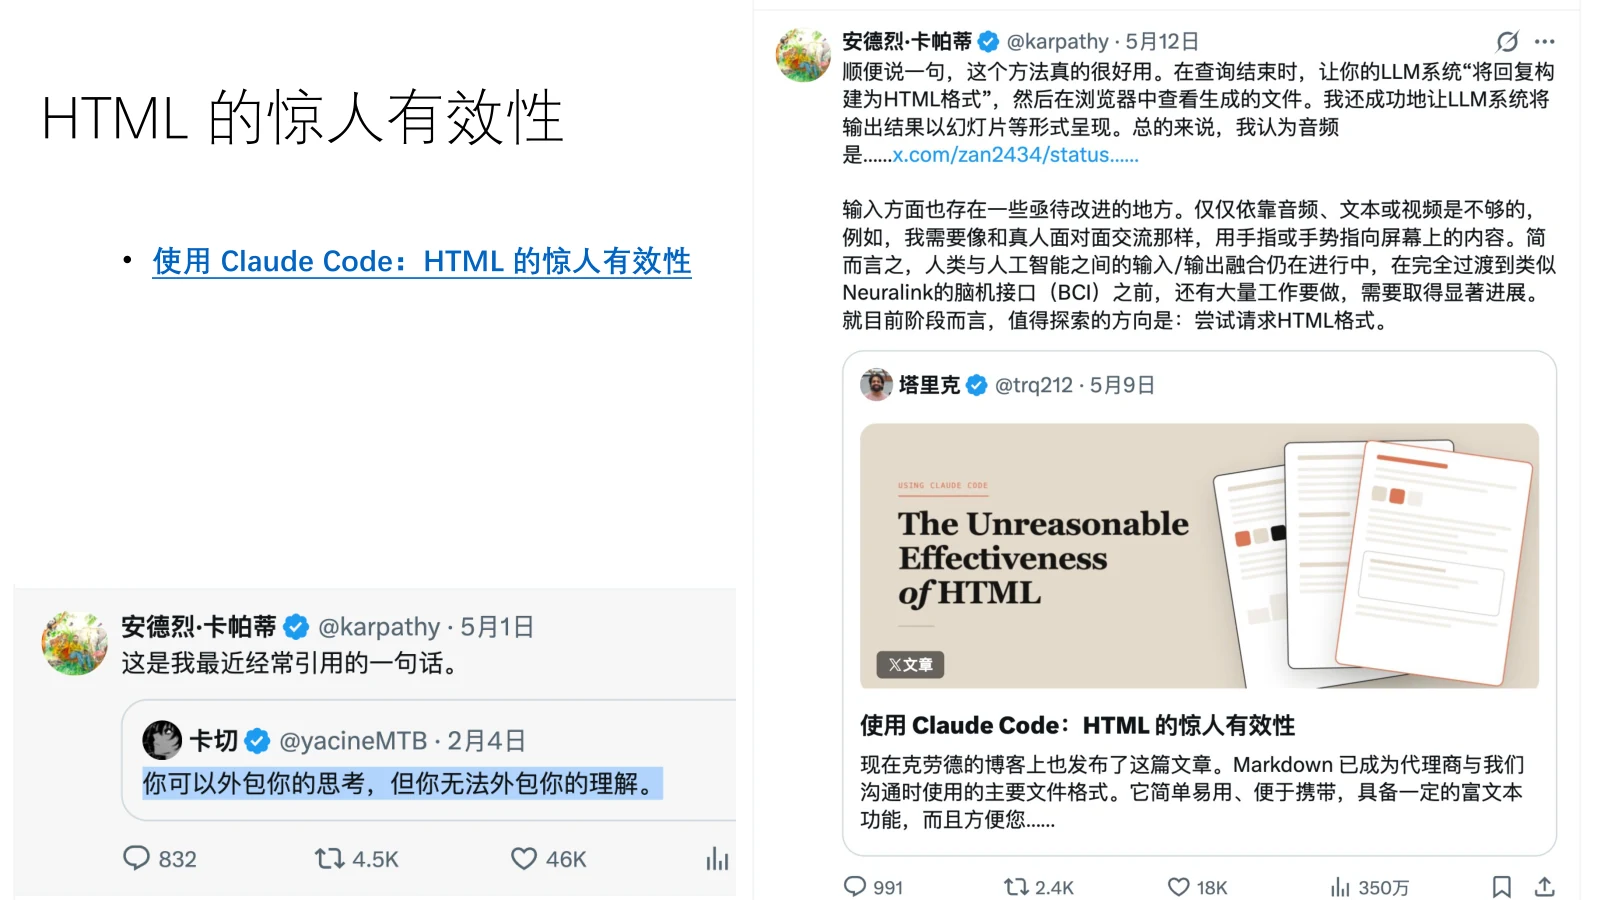 HTML 的惊人有效性
• 使用 Claude Code：HTML 的惊人有效性
安德烈·卡帕蒂 @karpathy · 5月1日
这是我最近经常引用的一句话。
卡切 @yacineMTB · 2月4日
你可以外包你的思考，但你无法外包你的理解。
832 4.5K 46K
安德烈·卡帕蒂 @karpathy · 5月12日
顺便说一句，这个方法真的很好用。在查询结束时，让你的LLM系统“将回复构
建为HTML格式”，然后在浏览器中查看生成的文件。我还成功地让LLM系统将
输出结果以幻灯片等形式呈现。总的来说，我认为音频
是......x.com/zan2434/status......
输入方面也存在一些亟待改进的地方。仅仅依靠音频、文本或视频是不够的，
例如，我需要像和真人面对面交流那样，用手指或手势指向屏幕上的内容。简
而言之，人类与人工智能之间的输入/输出融合仍在进行中，在完全过渡到类似
Neuralink的脑机接口（BCI）之前，还有大量工作要做，需要取得显著进展。
就目前阶段而言，值得探索的方向是：尝试请求HTML格式。
塔里克 @trq212 · 5月9日
USING CLAUDE CODE
The Unreasonable
Effectiveness
of HTML
𝕏文章
使用 Claude Code：HTML 的惊人有效性
现在克劳德的博客上也发布了这篇文章。Markdown 已成为代理商与我们
沟通时使用的主要文件格式。它简单易用、便于携带，具备一定的富文本
功能，而且方便您......
991 2.4K 18K 350万